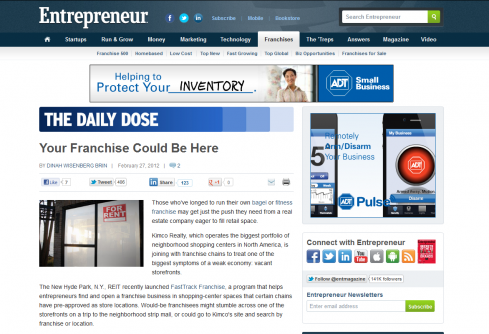 Entrepreneur
Subscribe | Mobile | Bookstore
Search Entrepreneur
Startups Run & Grow Money Marketing Technology Franchises The 'Treps Answers Magazine Video
Franchise 500 Homebased Low Cost Top New Fast Growing Top Global Biz Opportunities Franchises for Sale
Helping to
Protect Your INVENTORY.
ADT
Small
Business
THE DAILY DOSE
Your Franchise Could Be Here
BY DINAH WISENBERG BRIN | February 27, 2012 | 2
Like
Tweet
Share 123
+1
FOR
RENT
Those who've longed to run their own bagel or fitness
franchise may get just the push they need from a real
estate company eager to fill retail space.
Kimco Realty, which operates the biggest portfolio of
neighborhood shopping centers in North America, is
joining with franchise chains to treat one of the
biggest symptoms of a weak economy: vacant
storefronts.
The New Hyde Park, N.Y., REIT recently launched FastTrack Franchise, a program that helps
entrepreneurs find and open a franchise business in shopping-center spaces that certain chains
have pre-approved as store locations. Would-be franchisees might stumble across one of the
storefronts on a trip to the neighborhood strip mall, or could go to Kimco's site and search by
franchise or location.
Remotely
Arm/Disarm
Your Business
My Business
Disarm
ADT Pulse
Connect with Entrepreneur
Follow @entmagazine 141K followers
Entrepreneur Newsletters
Enter email address
Subscribe